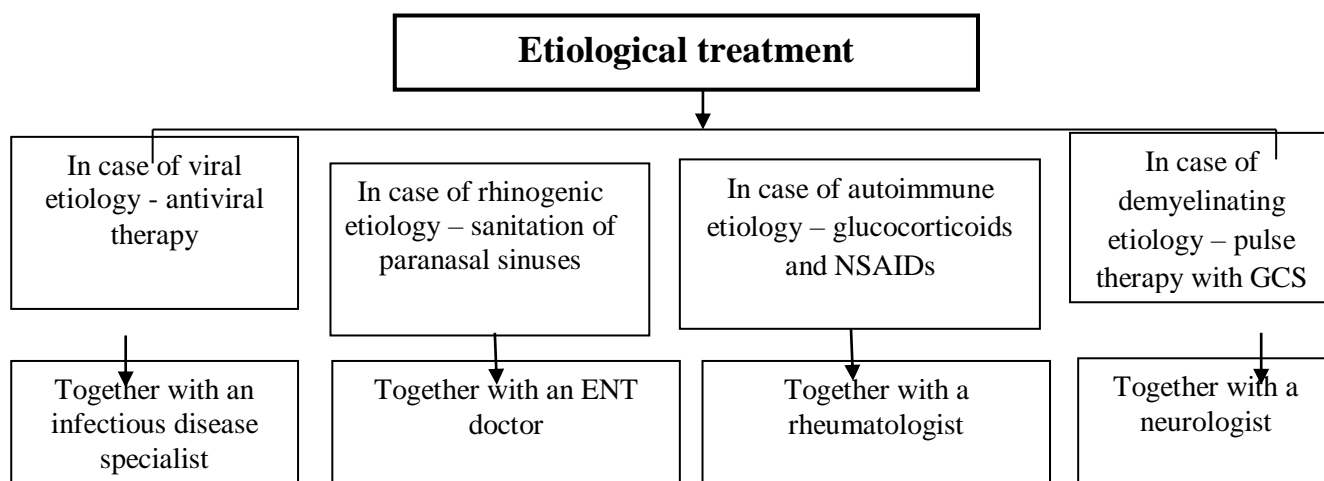 Etiological treatment
In case of viral
etiology - antiviral
therapy
In case of rhinogenic
etiology – sanitation of
paranasal sinuses
In case of autoimmune
etiology – glucocorticoids
and NSAIDs
In case of
demyelinating
etiology – pulse
therapy with GCS
Together with an
infectious disease
specialist
Together with an ENT
doctor
Together with a
rheumatologist
Together with a
neurologist